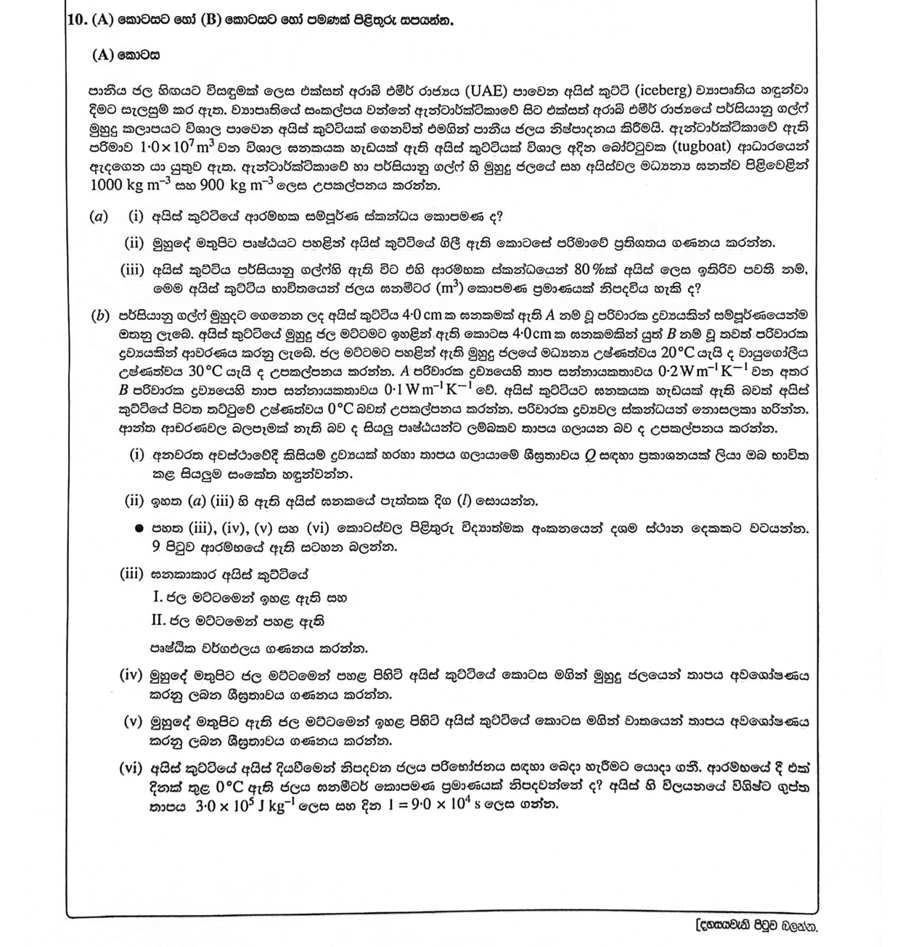 10. (A) කොටසට හෝ (B) කොටසට හෝ පමණක් පිළිතුරු සපයන්න.
(A) කොටස
පානීය ජල හිඟයට විසඳුමක් ලෙස එක්සත් අරාබි එමීර් රාජ්‍යය (UAE) පාවෙන අයිස් කුට්ටි (iceberg) ව්‍යාපෘතිය හඳුන්වා
දීමට සැලසුම් කර ඇත. ව්‍යාපෘතියේ සංකල්පය වන්නේ ඇන්ටාර්ක්ටිකාවේ සිට එක්සත් අරාබි එමීර් රාජ්‍යයේ පර්සියානු ගල්ෆ්
මුහුදු කලාපයට විශාල පාවෙන අයිස් කුට්ටියක් ගෙනවිත් එමගින් පානීය ජලය නිෂ්පාදනය කිරීමයි. ඇන්ටාර්ක්ටිකාවේ ඇති
පරිමාව 1·0 × 10⁷ m³ වන විශාල ඝනකයක හැඩයක් ඇති අයිස් කුට්ටියක් විශාල අදින බෝට්ටුවක (tugboat) ආධාරයෙන්
ඇදගෙන යා යුතුව ඇත. ඇන්ටාර්ක්ටිකාවේ හා පර්සියානු ගල්ෆ් හි මුහුදු ජලයේ සහ අයිස්වල මධ්‍යන්‍ය ඝනත්ව පිළිවෙළින්
1000 kg m⁻³ සහ 900 kg m⁻³ ලෙස උපකල්පනය කරන්න.
(a) (i) අයිස් කුට්ටියේ ආරම්භක සම්පූර්ණ ස්කන්ධය කොපමණ ද?
(ii) මුහුදේ මතුපිට පෘෂ්ඨයට පහළින් අයිස් කුට්ටියේ ගිලී ඇති කොටසේ පරිමාවේ ප්‍රතිශතය ගණනය කරන්න.
(iii) අයිස් කුට්ටිය පර්සියානු ගල්ෆ්හි ඇති විට එහි ආරම්භක ස්කන්ධයෙන් 80%ක් අයිස් ලෙස ඉතිරිව පවතී නම්,
මෙම අයිස් කුට්ටිය භාවිතයෙන් ජලය ඝනමීටර් (m³) කොපමණ ප්‍රමාණයක් නිපදවිය හැකි ද?
(b) පර්සියානු ගල්ෆ් මුහුදට ගෙනෙන ලද අයිස් කුට්ටිය 4·0 cm ක ඝනකමක් ඇති A නම් වූ පරිවාරක ද්‍රව්‍යයකින් සම්පූර්ණයෙන්ම
ඔතනු ලැබේ. අයිස් කුට්ටියේ මුහුදු ජල මට්ටමට ඉහළින් ඇති කොටස 4·0 cm ක ඝනකමකින් යුත් B නම් වූ තවත් පරිවාරක
ද්‍රව්‍යයකින් ආවරණය කරනු ලැබේ. ජල මට්ටමට පහළින් ඇති මුහුදු ජලයේ මධ්‍යන්‍ය උෂ්ණත්වය 20 °C යැයි ද වායුගෝලීය
උෂ්ණත්වය 30 °C යැයි ද උපකල්පනය කරන්න. A පරිවාරක ද්‍රව්‍යයෙහි තාප සන්නායකතාවය 0·2 W m⁻¹ K⁻¹ වන අතර
B පරිවාරක ද්‍රව්‍යයෙහි තාප සන්නායකතාවය 0·1 W m⁻¹ K⁻¹ වේ. අයිස් කුට්ටියට ඝනකයක හැඩයක් ඇති බවත් අයිස්
කුට්ටියේ පිටත තට්ටුවේ උෂ්ණත්වය 0 °C බවත් උපකල්පනය කරන්න. පරිවාරක ද්‍රව්‍යවල ස්කන්ධයන් නොසලකා හරින්න.
ආන්ත ආචරණවල බලපෑමක් නැති බව ද සියලු පෘෂ්ඨයන්ට ලම්බකව තාපය ගලායන බව ද උපකල්පනය කරන්න.
(i) අනවරත අවස්ථාවේදී කිසියම් ද්‍රව්‍යයක් හරහා තාපය ගලායාමේ ශීඝ්‍රතාවය Q සඳහා ප්‍රකාශනයක් ලියා ඔබ භාවිත
කළ සියලුම සංකේත හඳුන්වන්න.
(ii) ඉහත (a) (iii) හි ඇති අයිස් ඝනකයේ පැත්තක දිග (l) සොයන්න.
● පහත (iii), (iv), (v) සහ (vi) කොටස්වල පිළිතුරු විද්‍යාත්මක අංකනයෙන් දශම ස්ථාන දෙකකට වටයන්න.
9 පිටුව ආරම්භයේ ඇති සටහන බලන්න.
(iii) ඝනකාකාර අයිස් කුට්ටියේ
I. ජල මට්ටමෙන් ඉහළ ඇති සහ
II. ජල මට්ටමෙන් පහළ ඇති
පෘෂ්ඨික වර්ගඵලය ගණනය කරන්න.
(iv) මුහුදේ මතුපිට ජල මට්ටමෙන් පහළ පිහිටි අයිස් කුට්ටියේ කොටස මගින් මුහුදු ජලයෙන් තාපය අවශෝෂණය
කරනු ලබන ශීඝ්‍රතාවය ගණනය කරන්න.
(v) මුහුදේ මතුපිට ඇති ජල මට්ටමෙන් ඉහළ පිහිටි අයිස් කුට්ටියේ කොටස මගින් වාතයෙන් තාපය අවශෝෂණය
කරනු ලබන ශීඝ්‍රතාවය ගණනය කරන්න.
(vi) අයිස් කුට්ටියේ අයිස් දියවීමෙන් නිපදවන ජලය පරිභෝජනය සඳහා බෙදා හැරීමට යොදා ගනී. ආරම්භයේ දී එක්
දිනක් තුළ 0 °C ඇති ජලය ඝනමීටර් කොපමණ ප්‍රමාණයක් නිපදවන්නේ ද? අයිස් හි විලයනයේ විශිෂ්ට ගුප්ත
තාපය 3·0 × 10⁵ J kg⁻¹ ලෙස සහ දින 1 = 9·0 × 10⁴ s ලෙස ගන්න.
[දහසයවැනි පිටුව බලන්න.